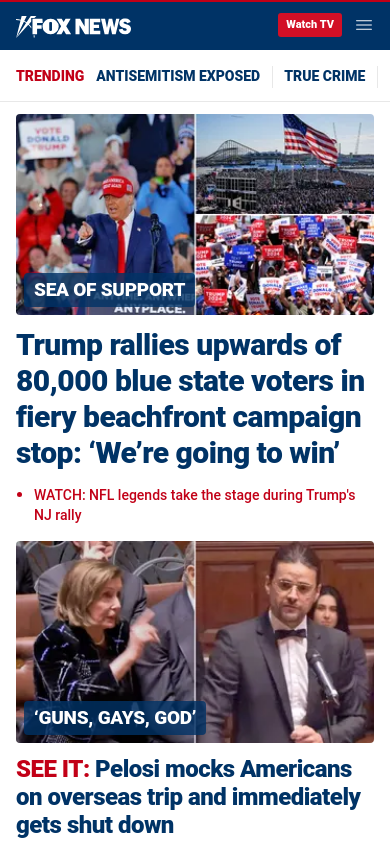 FOX NEWS
Watch TV
TRENDING ANTISEMITISM EXPOSED TRUE CRIME
VOTE
DONALD
TRUMP
SEA OF SUPPORT
ANYPLACE.
Trump rallies upwards of
80,000 blue state voters in
fiery beachfront campaign
stop: ‘We’re going to win’
• WATCH: NFL legends take the stage during Trump's
NJ rally
‘GUNS, GAYS, GOD’
SEE IT: Pelosi mocks Americans
on overseas trip and immediately
gets shut down